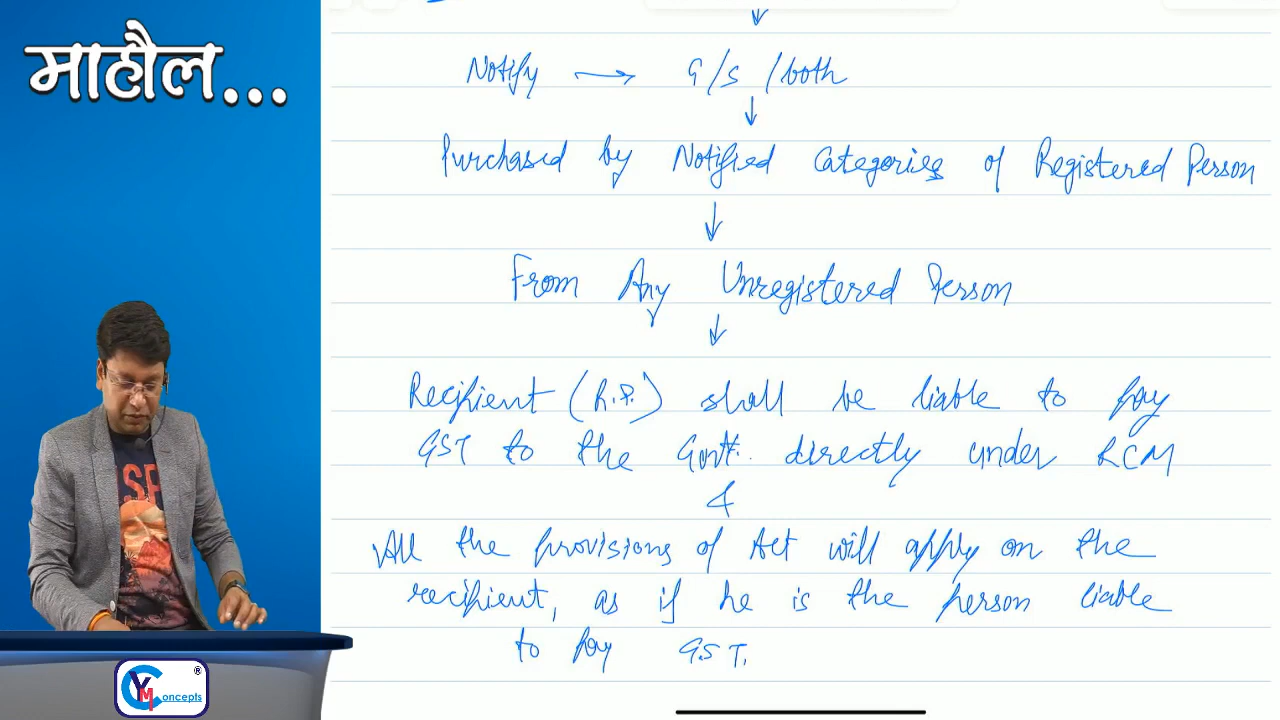 माहौल...
Notify → G/S /both
↓
Purchased by Notified Categories of Registered Person
↓
From Any Unregistered Person
↓
Recipient (R.P.) shall be liable to pay
GST to the Govt. directly under RCM
&
All the provisions of Act will apply on the
recipient, as if he is the person liable
to pay G.S.T.
YM Concepts ®